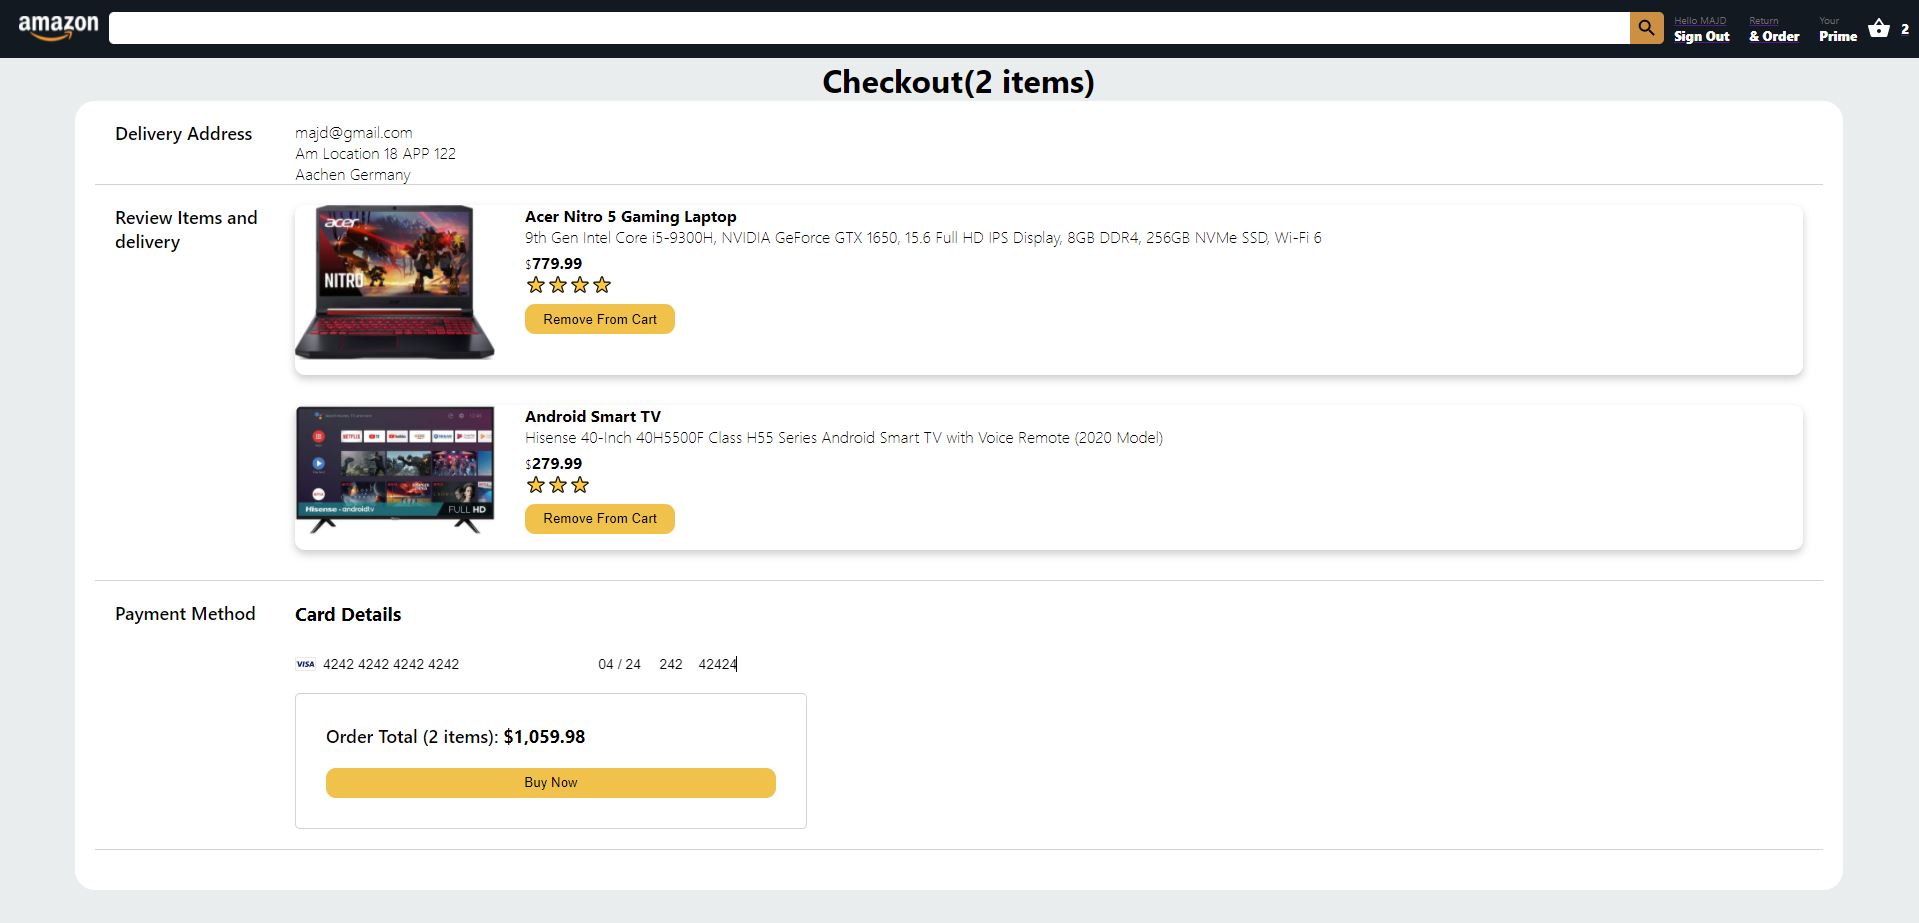 amazon
Hello MAJD
Sign Out
Return
& Order
Your
Prime
2
Checkout(2 items)
Delivery Address
majd@gmail.com
Am Location 18 APP 122
Aachen Germany
Review Items and
delivery
acer
NITRO
Acer Nitro 5 Gaming Laptop
9th Gen Intel Core i5-9300H, NVIDIA GeForce GTX 1650, 15.6 Full HD IPS Display, 8GB DDR4, 256GB NVMe SSD, Wi-Fi 6
$779.99
Remove From Cart
NETFLIX
Hisense - androidtv
FULL HD
Android Smart TV
Hisense 40-Inch 40H5500F Class H55 Series Android Smart TV with Voice Remote (2020 Model)
$279.99
Remove From Cart
Payment Method
Card Details
VISA 4242 4242 4242 4242 04 / 24 242 42424
Order Total (2 items): $1,059.98
Buy Now